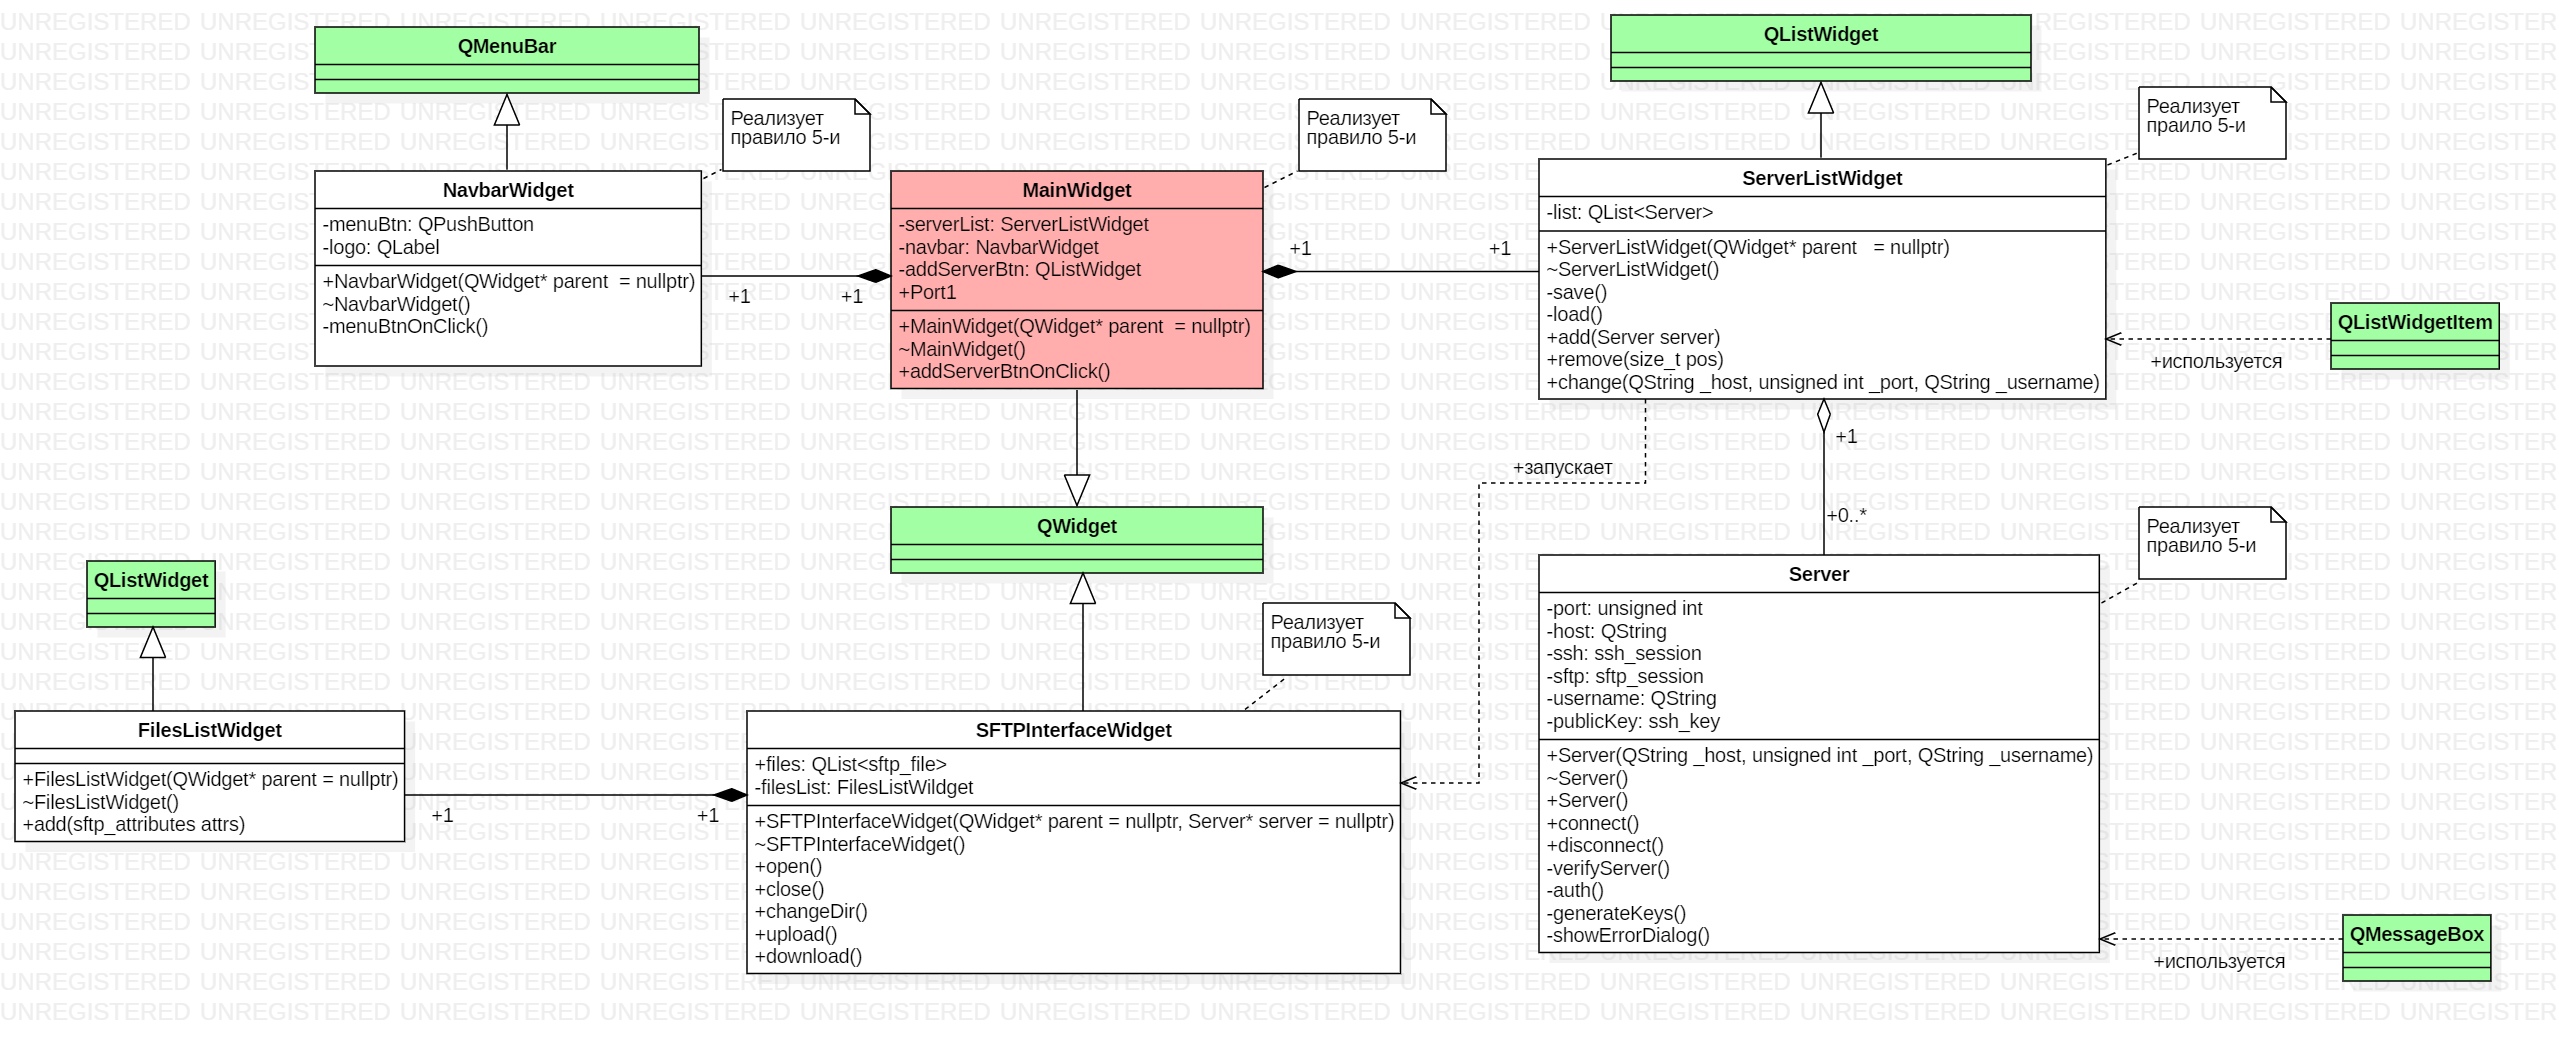 QMenuBar
Реализует
правило 5-и
NavbarWidget
-menuBtn: QPushButton
-logo: QLabel
+NavbarWidget(QWidget* parent  = nullptr)
~NavbarWidget()
-menuBtnOnClick()
+1
+1
Реализует
правило 5-и
MainWidget
-serverList: ServerListWidget
-navbar: NavbarWidget
-addServerBtn: QListWidget
+Port1
+MainWidget(QWidget* parent  = nullptr)
~MainWidget()
+addServerBtnOnClick()
+1
+1
QListWidget
Реализует
праило 5-и
ServerListWidget
-list: QList<Server>
+ServerListWidget(QWidget* parent   = nullptr)
~ServerListWidget()
-save()
-load()
+add(Server server)
+remove(size_t pos)
+change(QString _host, unsigned int _port, QString _username)
QListWidgetItem
+используется
+1
+запускает
+0..*
QWidget
QListWidget
Реализует
правило 5-и
FilesListWidget
+FilesListWidget(QWidget* parent = nullptr)
~FilesListWidget()
+add(sftp_attributes attrs)
+1
+1
SFTPInterfaceWidget
+files: QList<sftp_file>
-filesList: FilesListWildget
+SFTPInterfaceWidget(QWidget* parent = nullptr, Server* server = nullptr)
~SFTPInterfaceWidget()
+open()
+close()
+changeDir()
+upload()
+download()
Реализует
правило 5-и
Server
-port: unsigned int
-host: QString
-ssh: ssh_session
-sftp: sftp_session
-username: QString
-publicKey: ssh_key
+Server(QString _host, unsigned int _port, QString _username)
~Server()
+Server()
+connect()
+disconnect()
-verifyServer()
-auth()
-generateKeys()
-showErrorDialog()
QMessageBox
+используется
UNREGISTERED